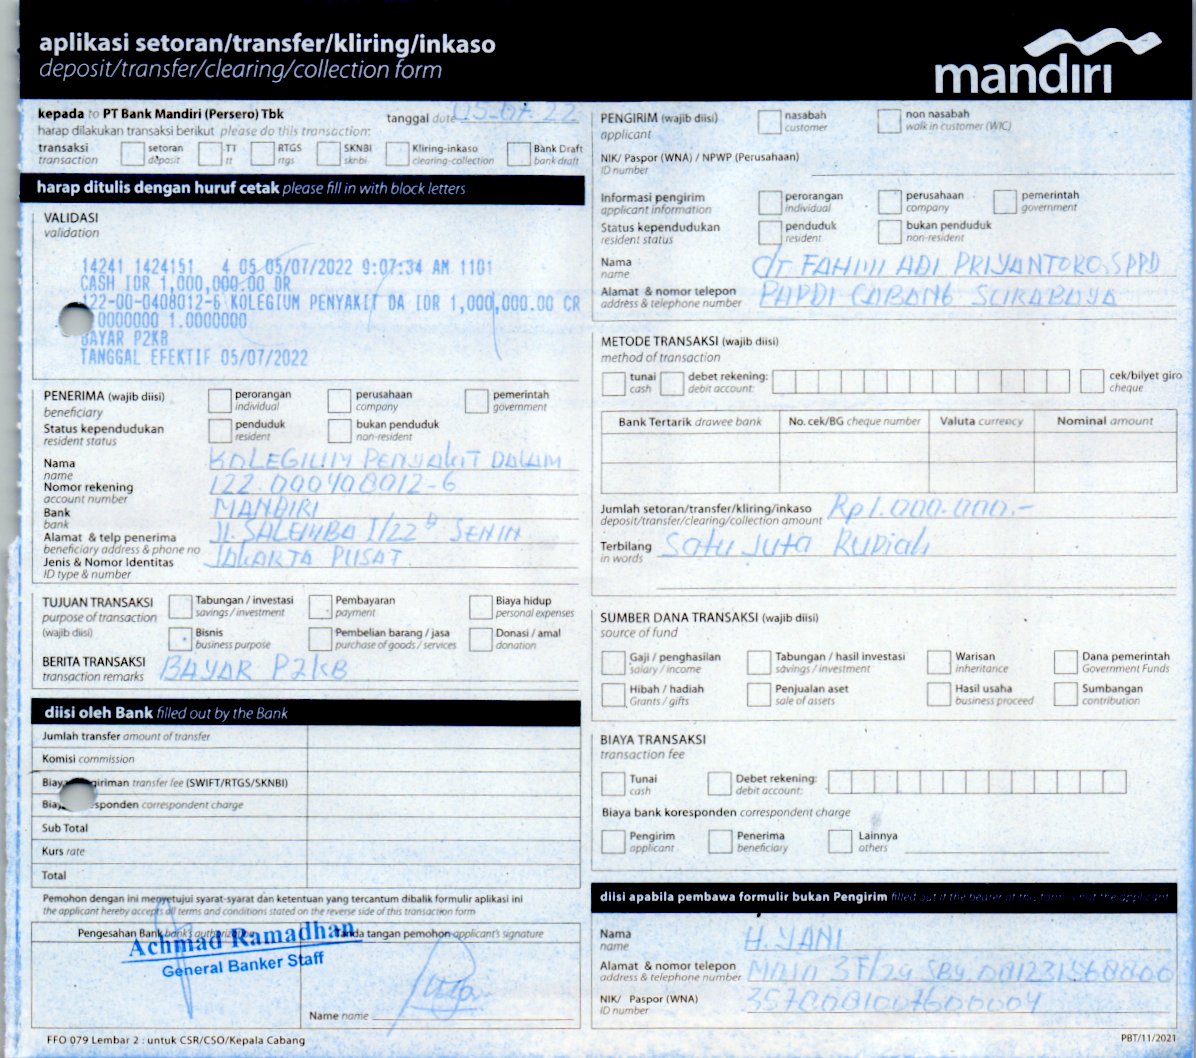 aplikasi setoran/transfer/kliring/inkaso
deposit/transfer/clearing/collection form
mandırı
kepada to PT Bank Mandiri (Persero) Tbk
tanggal date 05-07-22
harap dilakukan transaksi berikut please do this transaction:
transaksi setoran TT RTGS SKNBI Kliring-inkaso Bank Draft
transaction deposit tt rtgs sknbi clearing-collection bank draft
harap ditulis dengan huruf cetak please fill in with block letters
VALIDASI
validation
14241 1424151 4 05 05/07/2022 9:07:34 AM 1101
CASH IDR 1,000,000.00 DR
122-00-0408012-6 KOLEGIUM PENYAKIT DA IDR 1,000,000.00 CR
0000000 1.0000000
BAYAR P2KB
TANGGAL EFEKTIF 05/07/2022
PENERIMA (wajib diisi) perorangan perusahaan pemerintah
beneficiary individual company government
Status kependudukan penduduk bukan penduduk
resident status resident non-resident
Nama KOLEGIUM PENYAKIT DALAM
name
Nomor rekening 122.000408012-6
account number
Bank MANDIRI
bank
Alamat & telp penerima Jl. SALEMBA I/22 SENIN
beneficiary address & phone no JAKARTA PUSAT.
Jenis & Nomor Identitas
ID type & number
TUJUAN TRANSAKSI Tabungan / investasi Pembayaran Biaya hidup
purpose of transaction savings / investment payment personal expenses
(wajib diisi) Bisnis Pembelian barang / jasa Donasi / amal
business purpose purchase of goods / services donation
BERITA TRANSAKSI BAYAR P2KB
transaction remarks
diisi oleh Bank filled out by the Bank
Jumlah transfer amount of transfer
Komisi commission
Biaya giriman transfer fee (SWIFT/RTGS/SKNBI)
Bia sponden correspondent charge
Sub Total
Kurs rate
Total
Pemohon dengan ini menyetujui syarat-syarat dan ketentuan yang tercantum dibalik formulir aplikasi ini
the applicant hereby accepts all terms and conditions stated on the reverse side of this transaction form
Pengesahan Bank bank's authorization Tanda tangan pemohon applicant's signature
Achmad Ramadhan
General Banker Staff
Name name
FFO 079 Lembar 2 : untuk CSR/CSO/Kepala Cabang
PENGIRIM (wajib diisi) nasabah non nasabah
applicant customer walk in customer (WIC)
NIK/ Paspor (WNA) / NPWP (Perusahaan)
ID number
Informasi pengirim perorangan perusahaan pemerintah
applicant information individual company government
Status kependudukan penduduk bukan penduduk
resident status resident non-resident
Nama dr FAHMI ADI PRIYANTORO, SPPD
name
Alamat & nomor telepon PAPDI CABANG SURABAYA
address & telephone number
METODE TRANSAKSI (wajib diisi)
method of transaction
tunai debet rekening: cek/bilyet giro
cash debit account: cheque
Bank Tertarik drawee bank No. cek/BG cheque number Valuta currency Nominal amount
Jumlah setoran/transfer/kliring/inkaso Rp1.000.000.-
deposit/transfer/clearing/collection amount
Terbilang Satu Juta Rupiah
in words
SUMBER DANA TRANSAKSI (wajib diisi)
source of fund
Gaji / penghasilan Tabungan / hasil investasi Warisan Dana pemerintah
salary / income savings / investment inheritance Government Funds
Hibah / hadiah Penjualan aset Hasil usaha Sumbangan
Grants / gifts sale of assets business proceed contribution
BIAYA TRANSAKSI
transaction fee
Tunai Debet rekening:
cash debit account:
Biaya bank koresponden correspondent charge
Pengirim Penerima Lainnya
applicant beneficiary others
diisi apabila pembawa formulir bukan Pengirim filled out if the bearer of this form is not the applicant
Nama H. YANI
name
Alamat & nomor telepon
address & telephone number
NIK/ Paspor (WNA)
ID number
PBT/11/2021